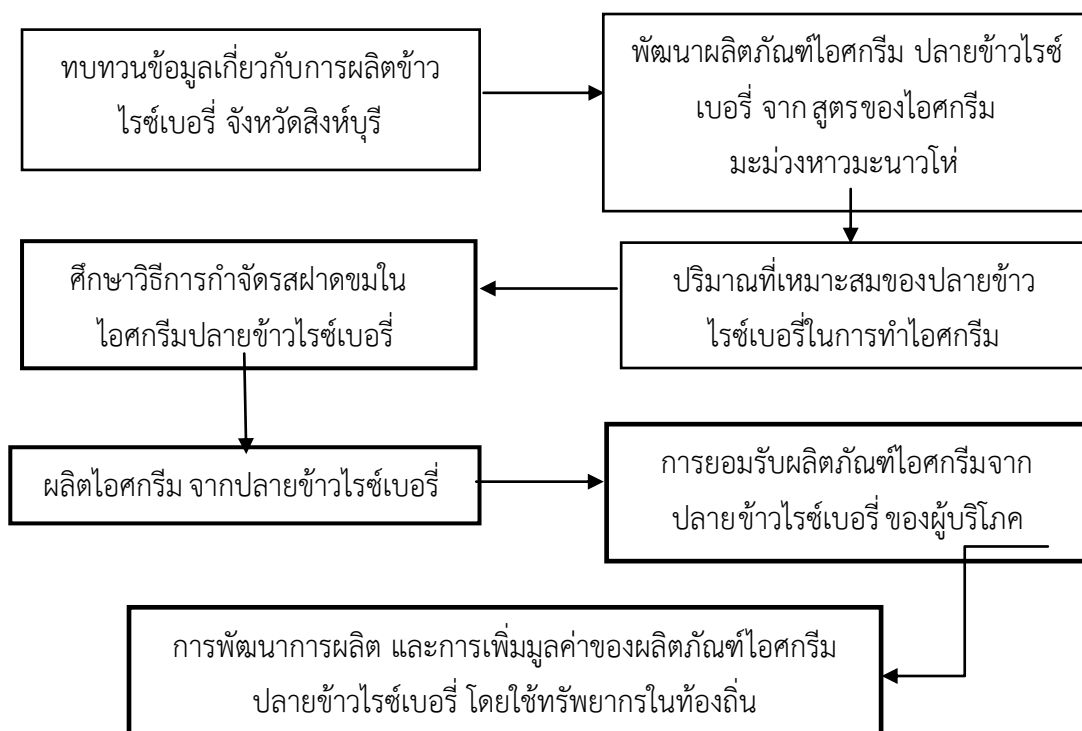 ทบทวนข้อมูลเกี่ยวกับการผลิตข้าว
ไรซ์เบอรี่ จังหวัดสิงห์บุรี
พัฒนาผลิตภัณฑ์ไอศกรีม ปลายข้าวไรซ์
เบอรี่ จาก สูตรของไอศกรีม
มะม่วงหาวมะนาวโห่
ปริมาณที่เหมาะสมของปลายข้าว
ไรซ์เบอรี่ในการทำไอศกรีม
ศึกษาวิธีการกำจัดรสฝาดขมใน
ไอศกรีมปลายข้าวไรซ์เบอรี่
ผลิตไอศกรีม จากปลายข้าวไรซ์เบอรี่
การยอมรับผลิตภัณฑ์ไอศกรีมจาก
ปลายข้าวไรซ์เบอรี่ ของผู้บริโภค
การพัฒนาการผลิต และการเพิ่มมูลค่าของผลิตภัณฑ์ไอศกรีม
ปลายข้าวไรซ์เบอรี่ โดยใช้ทรัพยากรในท้องถิ่น